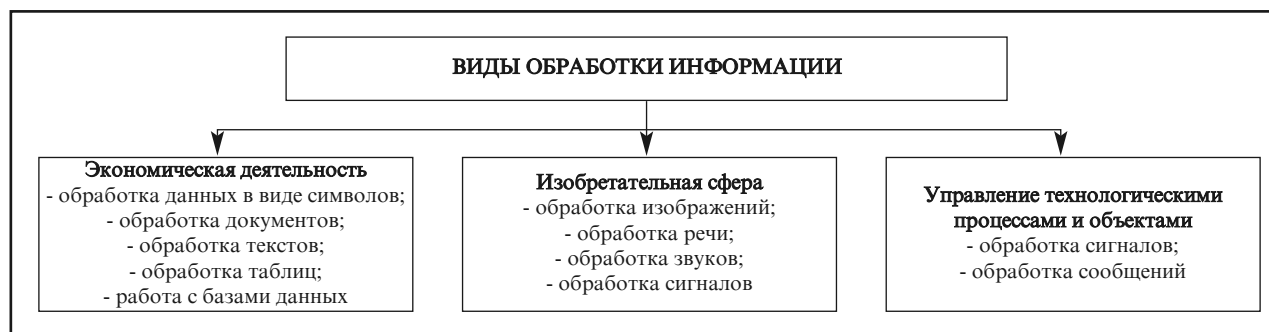 ВИДЫ ОБРАБОТКИ ИНФОРМАЦИИ
Экономическая деятельность
- обработка данных в виде символов;
- обработка документов;
- обработка текстов;
- обработка таблиц;
- работа с базами данных
Изобретательная сфера
- обработка изображений;
- обработка речи;
- обработка звуков;
- обработка сигналов
Управление технологическими
процессами и объектами
- обработка сигналов;
- обработка сообщений